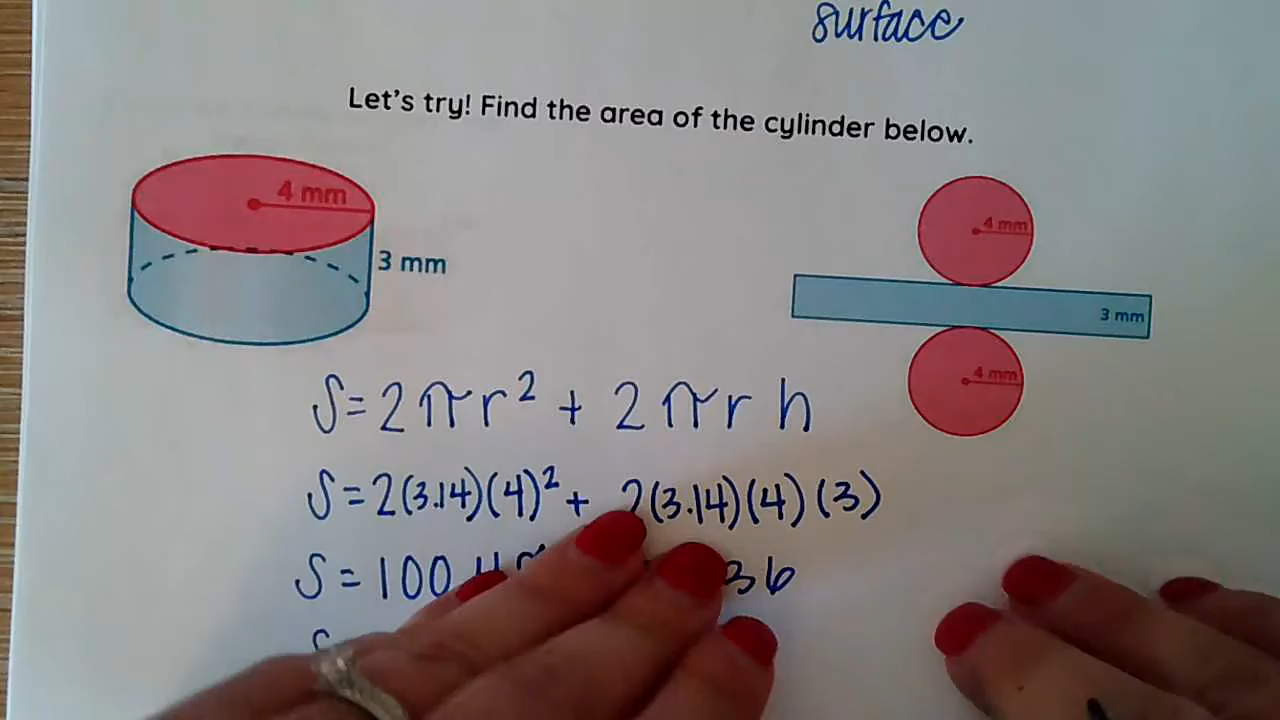 surface
Let's try! Find the area of the cylinder below.
4 mm
3 mm
4 mm
3 mm
4 mm
S = 2πr² + 2πrh
S = 2(3.14)(4)² + 2(3.14)(4)(3)
S = 100.
36
S